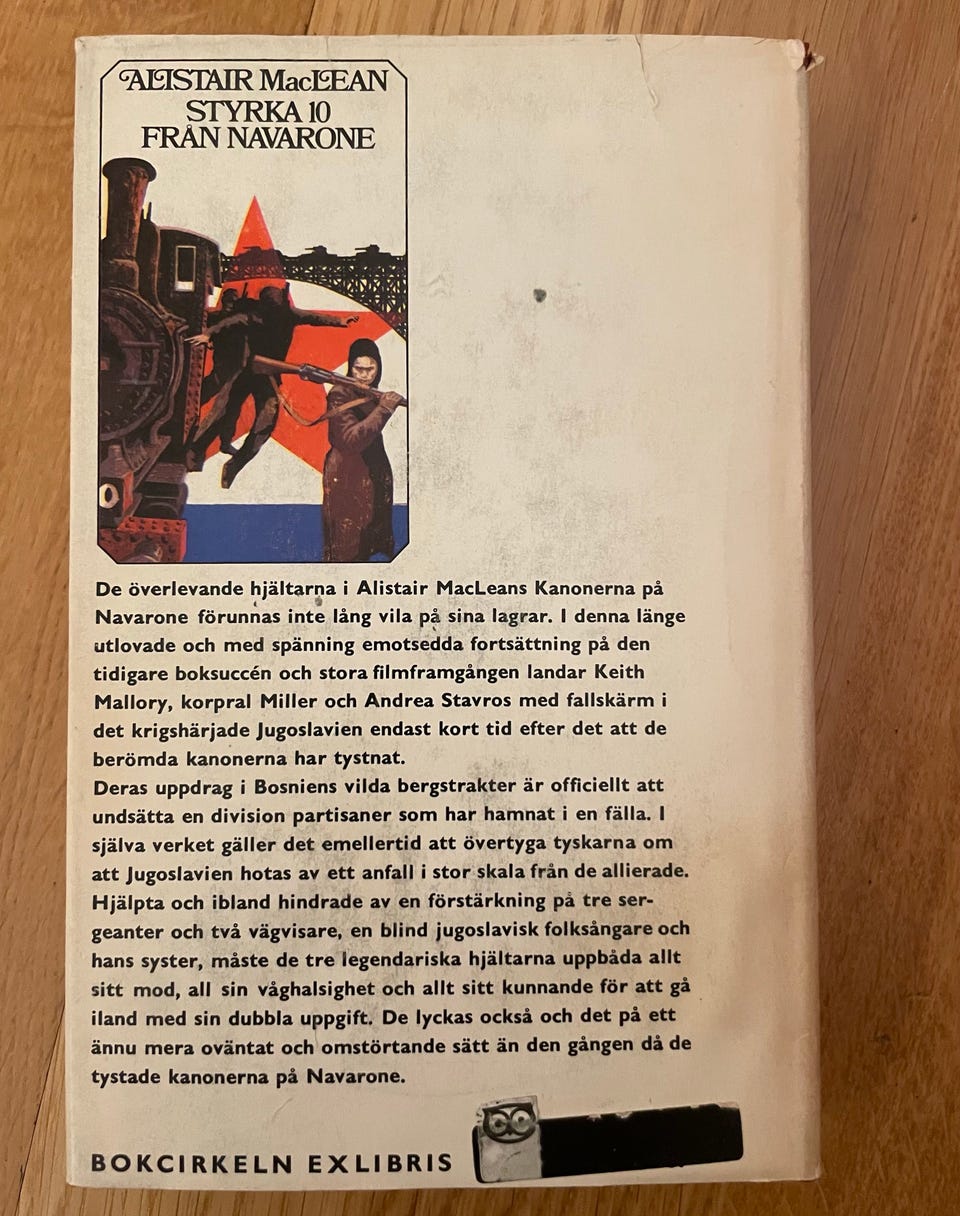 ALISTAIR MacLEAN
STYRKA 10
FRÅN NAVARONE
De överlevande hjältarna i Alistair MacLeans Kanonerna på
Navarone förunnas inte lång vila på sina lagrar. I denna länge
utlovade och med spänning emotsedda fortsättning på den
tidigare boksuccén och stora filmframgången landar Keith
Mallory, korpral Miller och Andrea Stavros med fallskärm i
det krigshärjade Jugoslavien endast kort tid efter det att de
berömda kanonerna har tystnat.
Deras uppdrag i Bosniens vilda bergstrakter är officiellt att
undsätta en division partisaner som har hamnat i en fälla. I
själva verket gäller det emellertid att övertyga tyskarna om
att Jugoslavien hotas av ett anfall i stor skala från de allierade.
Hjälpta och ibland hindrade av en förstärkning på tre ser-
geanter och två vägvisare, en blind jugoslavisk folksångare och
hans syster, måste de tre legendariska hjältarna uppbåda allt
sitt mod, all sin våghalsighet och allt sitt kunnande för att gå
iland med sin dubbla uppgift. De lyckas också och det på ett
ännu mera oväntat och omstörtande sätt än den gången då de
tystade kanonerna på Navarone.
BOKCIRKELN EXLIBRIS